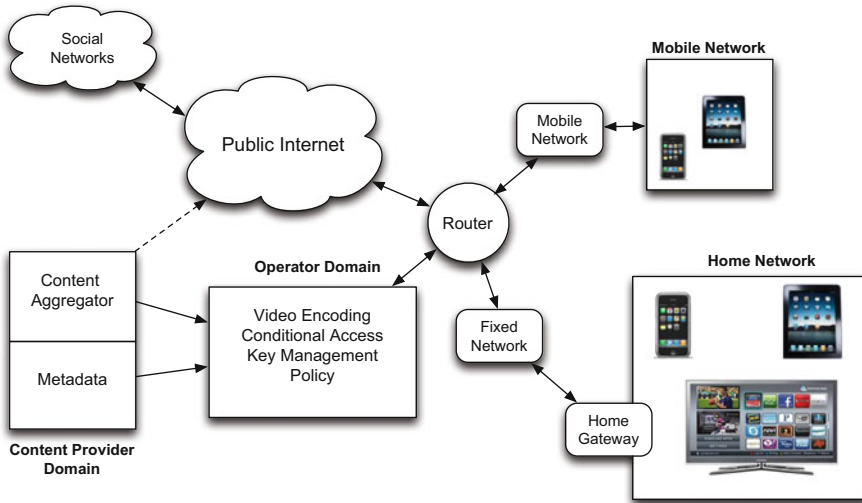 Social
Networks
Public Internet
Mobile Network
Mobile
Network
Router
Operator Domain
Content
Aggregator
Metadata
Content Provider
Domain
Video Encoding
Conditional Access
Key Management
Policy
Fixed
Network
Home
Gateway
Home Network